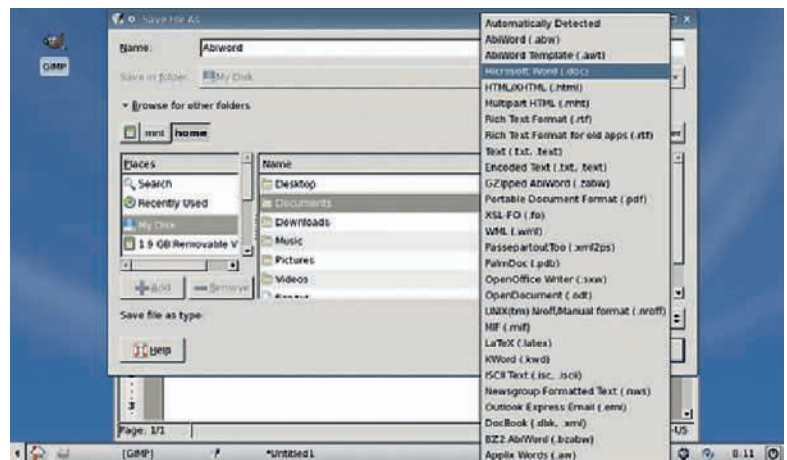 Save File As
GIMP
Name:
Abiword
Save in folder:
My Disk
Browse for other folders
mnt
home
Places
Search
Recently Used
My Disk
1.9 GB Removable V
Add
Remove
Name
Desktop
Documents
Downloads
Music
Pictures
Videos
Save file as type
Help
Automatically Detected
AbiWord (.abw)
AbiWord Template (.awt)
Microsoft Word (.doc)
HTML/XHTML (.html)
Multipart HTML (.mht)
Rich Text Format (.rtf)
Rich Text Format for old apps (.rtf)
Text (.txt, .text)
Encoded Text (.txt, .text)
GZipped AbiWord (.zabw)
Portable Document Format (.pdf)
XSL-FO (.fo)
WML (.wml)
PassepartoutToo (.xml2ps)
PalmDoc (.pdb)
OpenOffice Writer (.sxw)
OpenDocument (.odt)
UNIX(tm) Nroff/Manual format (.nroff)
MIF (.mif)
LaTeX (.latex)
KWord (.kwd)
ISCII Text (.isc, .iscii)
Newsgroup Formatted Text (.nws)
Outlook Express Email (.eml)
DocBook (.dbk, .xml)
BZ2 AbiWord (.bzabw)
Applix Words (.aw)
3
Page: 1/1
-US
[GIMP]
*Untitled1
8:11